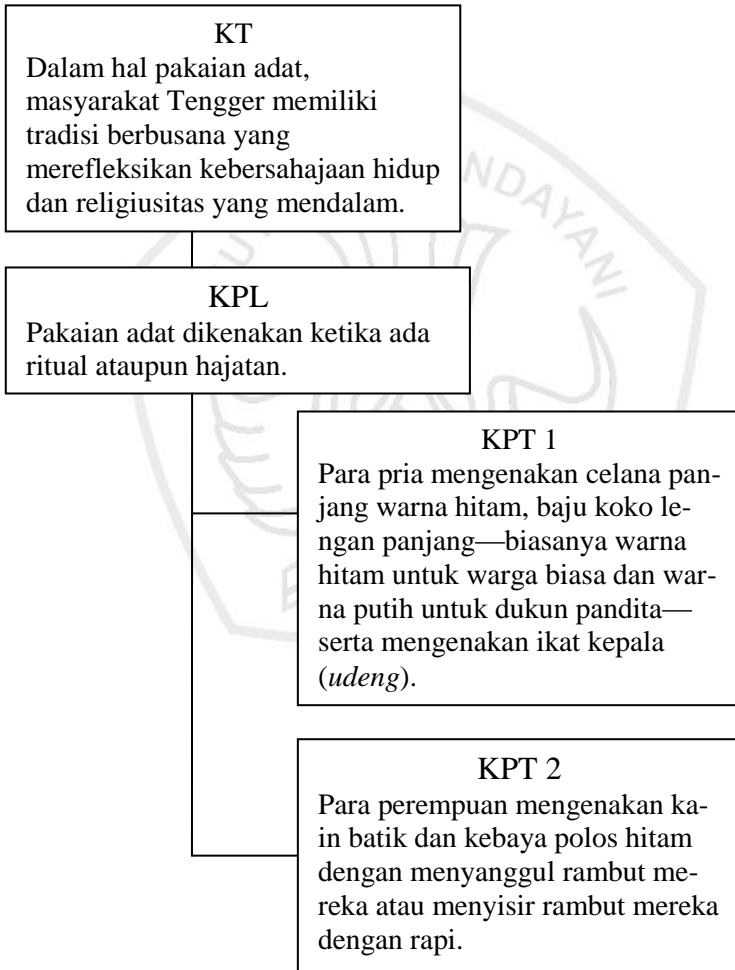 KT
Dalam hal pakaian adat,
masyarakat Tengger memiliki
tradisi berbusana yang
merefleksikan kebersahajaan hidup
dan religiusitas yang mendalam.
KPL
Pakaian adat dikenakan ketika ada
ritual ataupun hajatan.
KPT 1
Para pria mengenakan celana pan-
jang warna hitam, baju koko le-
ngan panjang—biasanya warna
hitam untuk warga biasa dan war-
na putih untuk dukun pandita—
serta mengenakan ikat kepala
(udeng).
KPT 2
Para perempuan mengenakan ka-
in batik dan kebaya polos hitam
dengan menyanggul rambut me-
reka atau menyisir rambut mereka
dengan rapi.